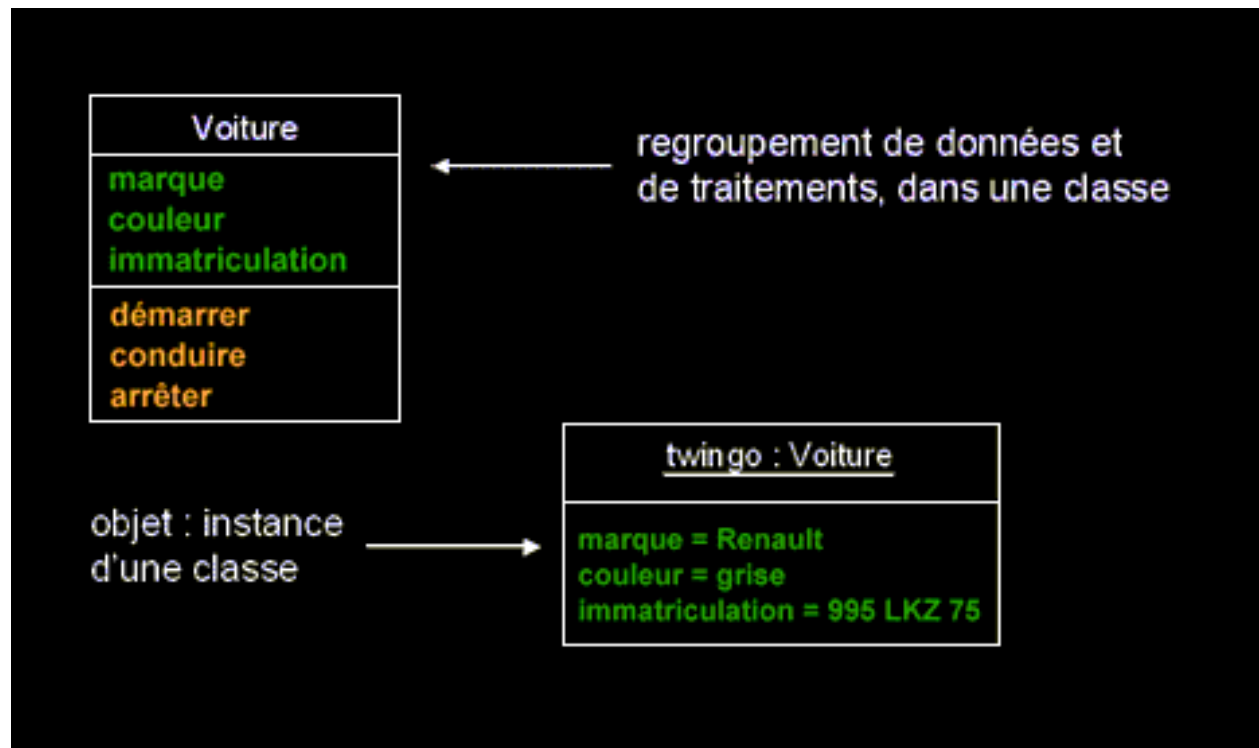 Voiture
marque
couleur
immatriculation
démarrer
conduire
arrêter
regroupement de données et
de traitements, dans une classe
objet : instance
d'une classe
twingo : Voiture
marque = Renault
couleur = grise
immatriculation = 995 LKZ 75